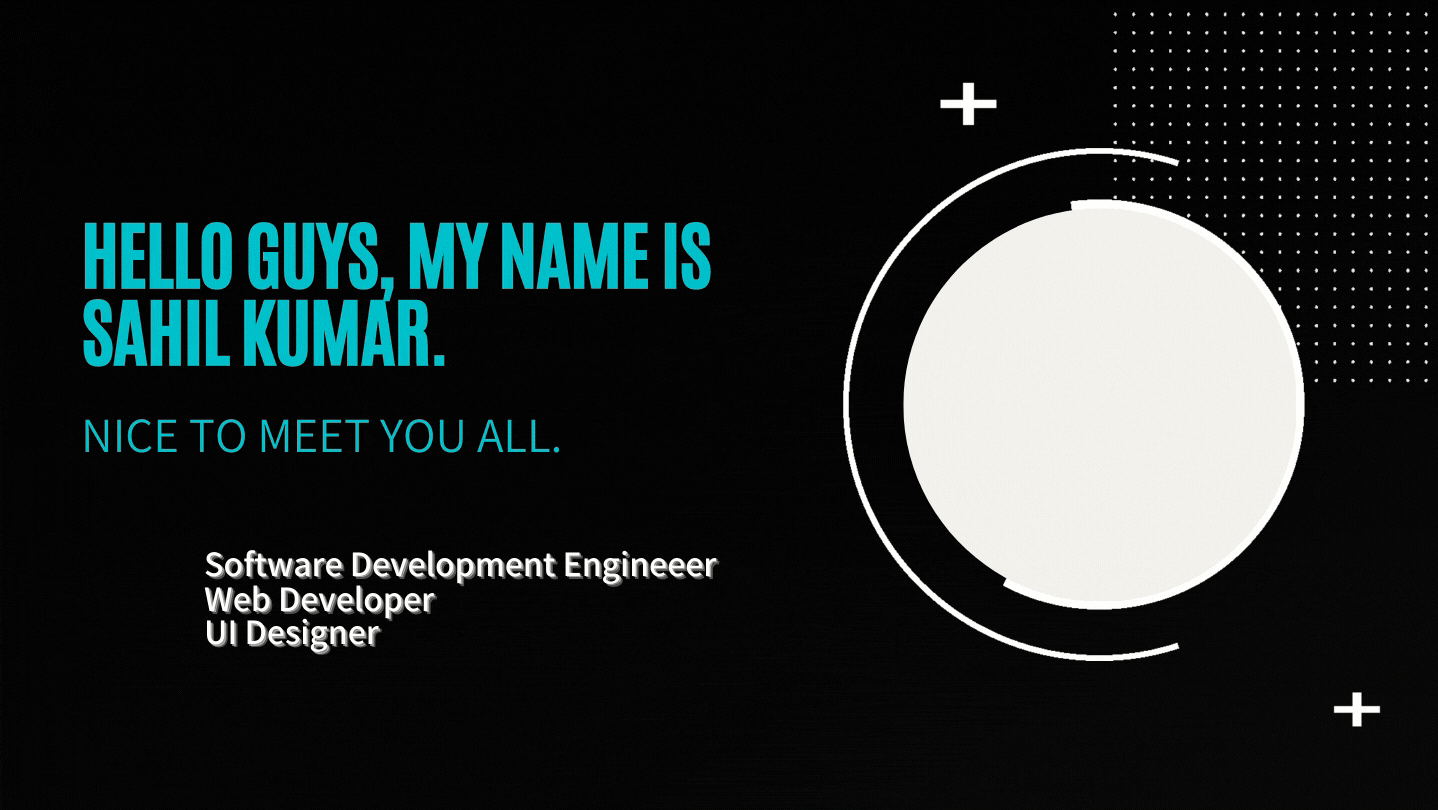 HELLO GUYS, MY NAME IS
SAHIL KUMAR.
NICE TO MEET YOU ALL.
Software Development Engineeer
Web Developer
UI Designer